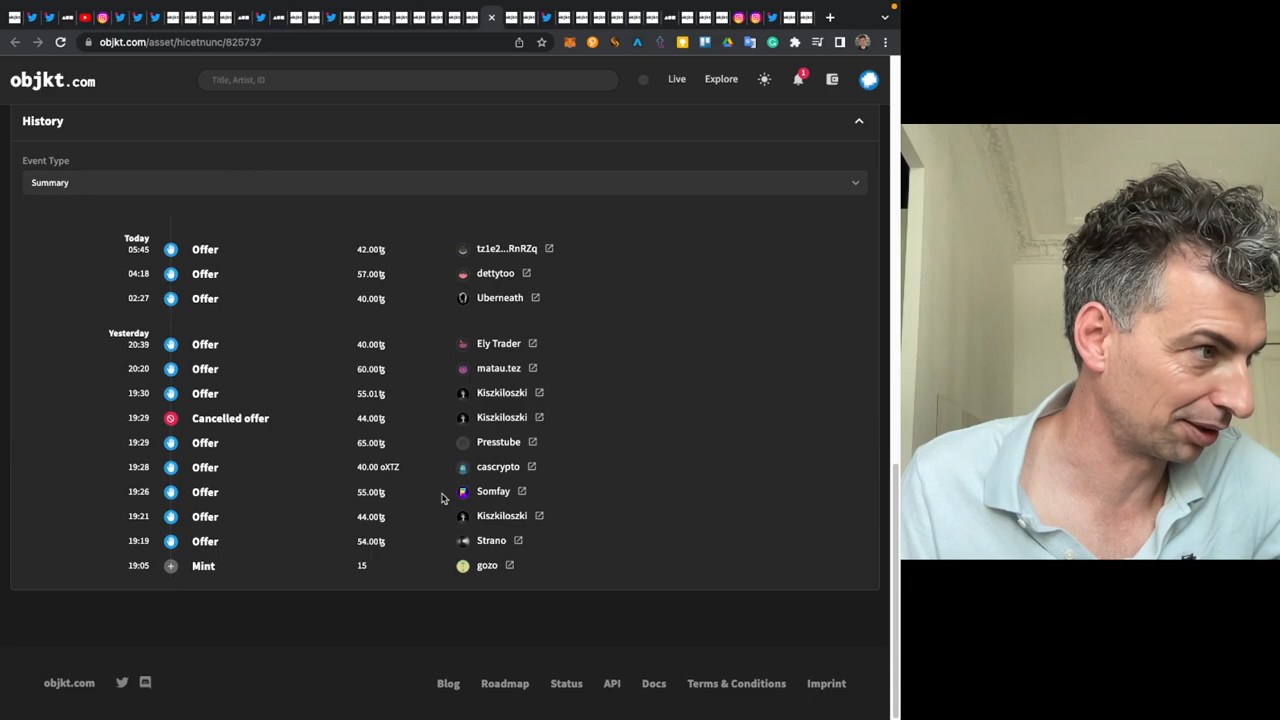 objkt.com/asset/hicetnunc/825737
objkt.com
Title, Artist, ID
Live
Explore
1
History
Event Type
Summary
Today
05:45 Offer 42.00ꜩ tz1e2...RnRZq
04:18 Offer 57.00ꜩ dettytoo
02:27 Offer 40.00ꜩ Uberneath
Yesterday
20:39 Offer 40.00ꜩ Ely Trader
20:20 Offer 60.00ꜩ matau.tez
19:30 Offer 55.01ꜩ Kiszkiloszki
19:29 Cancelled offer 44.00ꜩ Kiszkiloszki
19:29 Offer 65.00ꜩ Presstube
19:28 Offer 40.00 oXTZ cascrypto
19:26 Offer 55.00ꜩ Somfay
19:21 Offer 44.00ꜩ Kiszkiloszki
19:19 Offer 54.00ꜩ Strano
19:05 Mint 15 gozo
objkt.com
Blog
Roadmap
Status
API
Docs
Terms & Conditions
Imprint